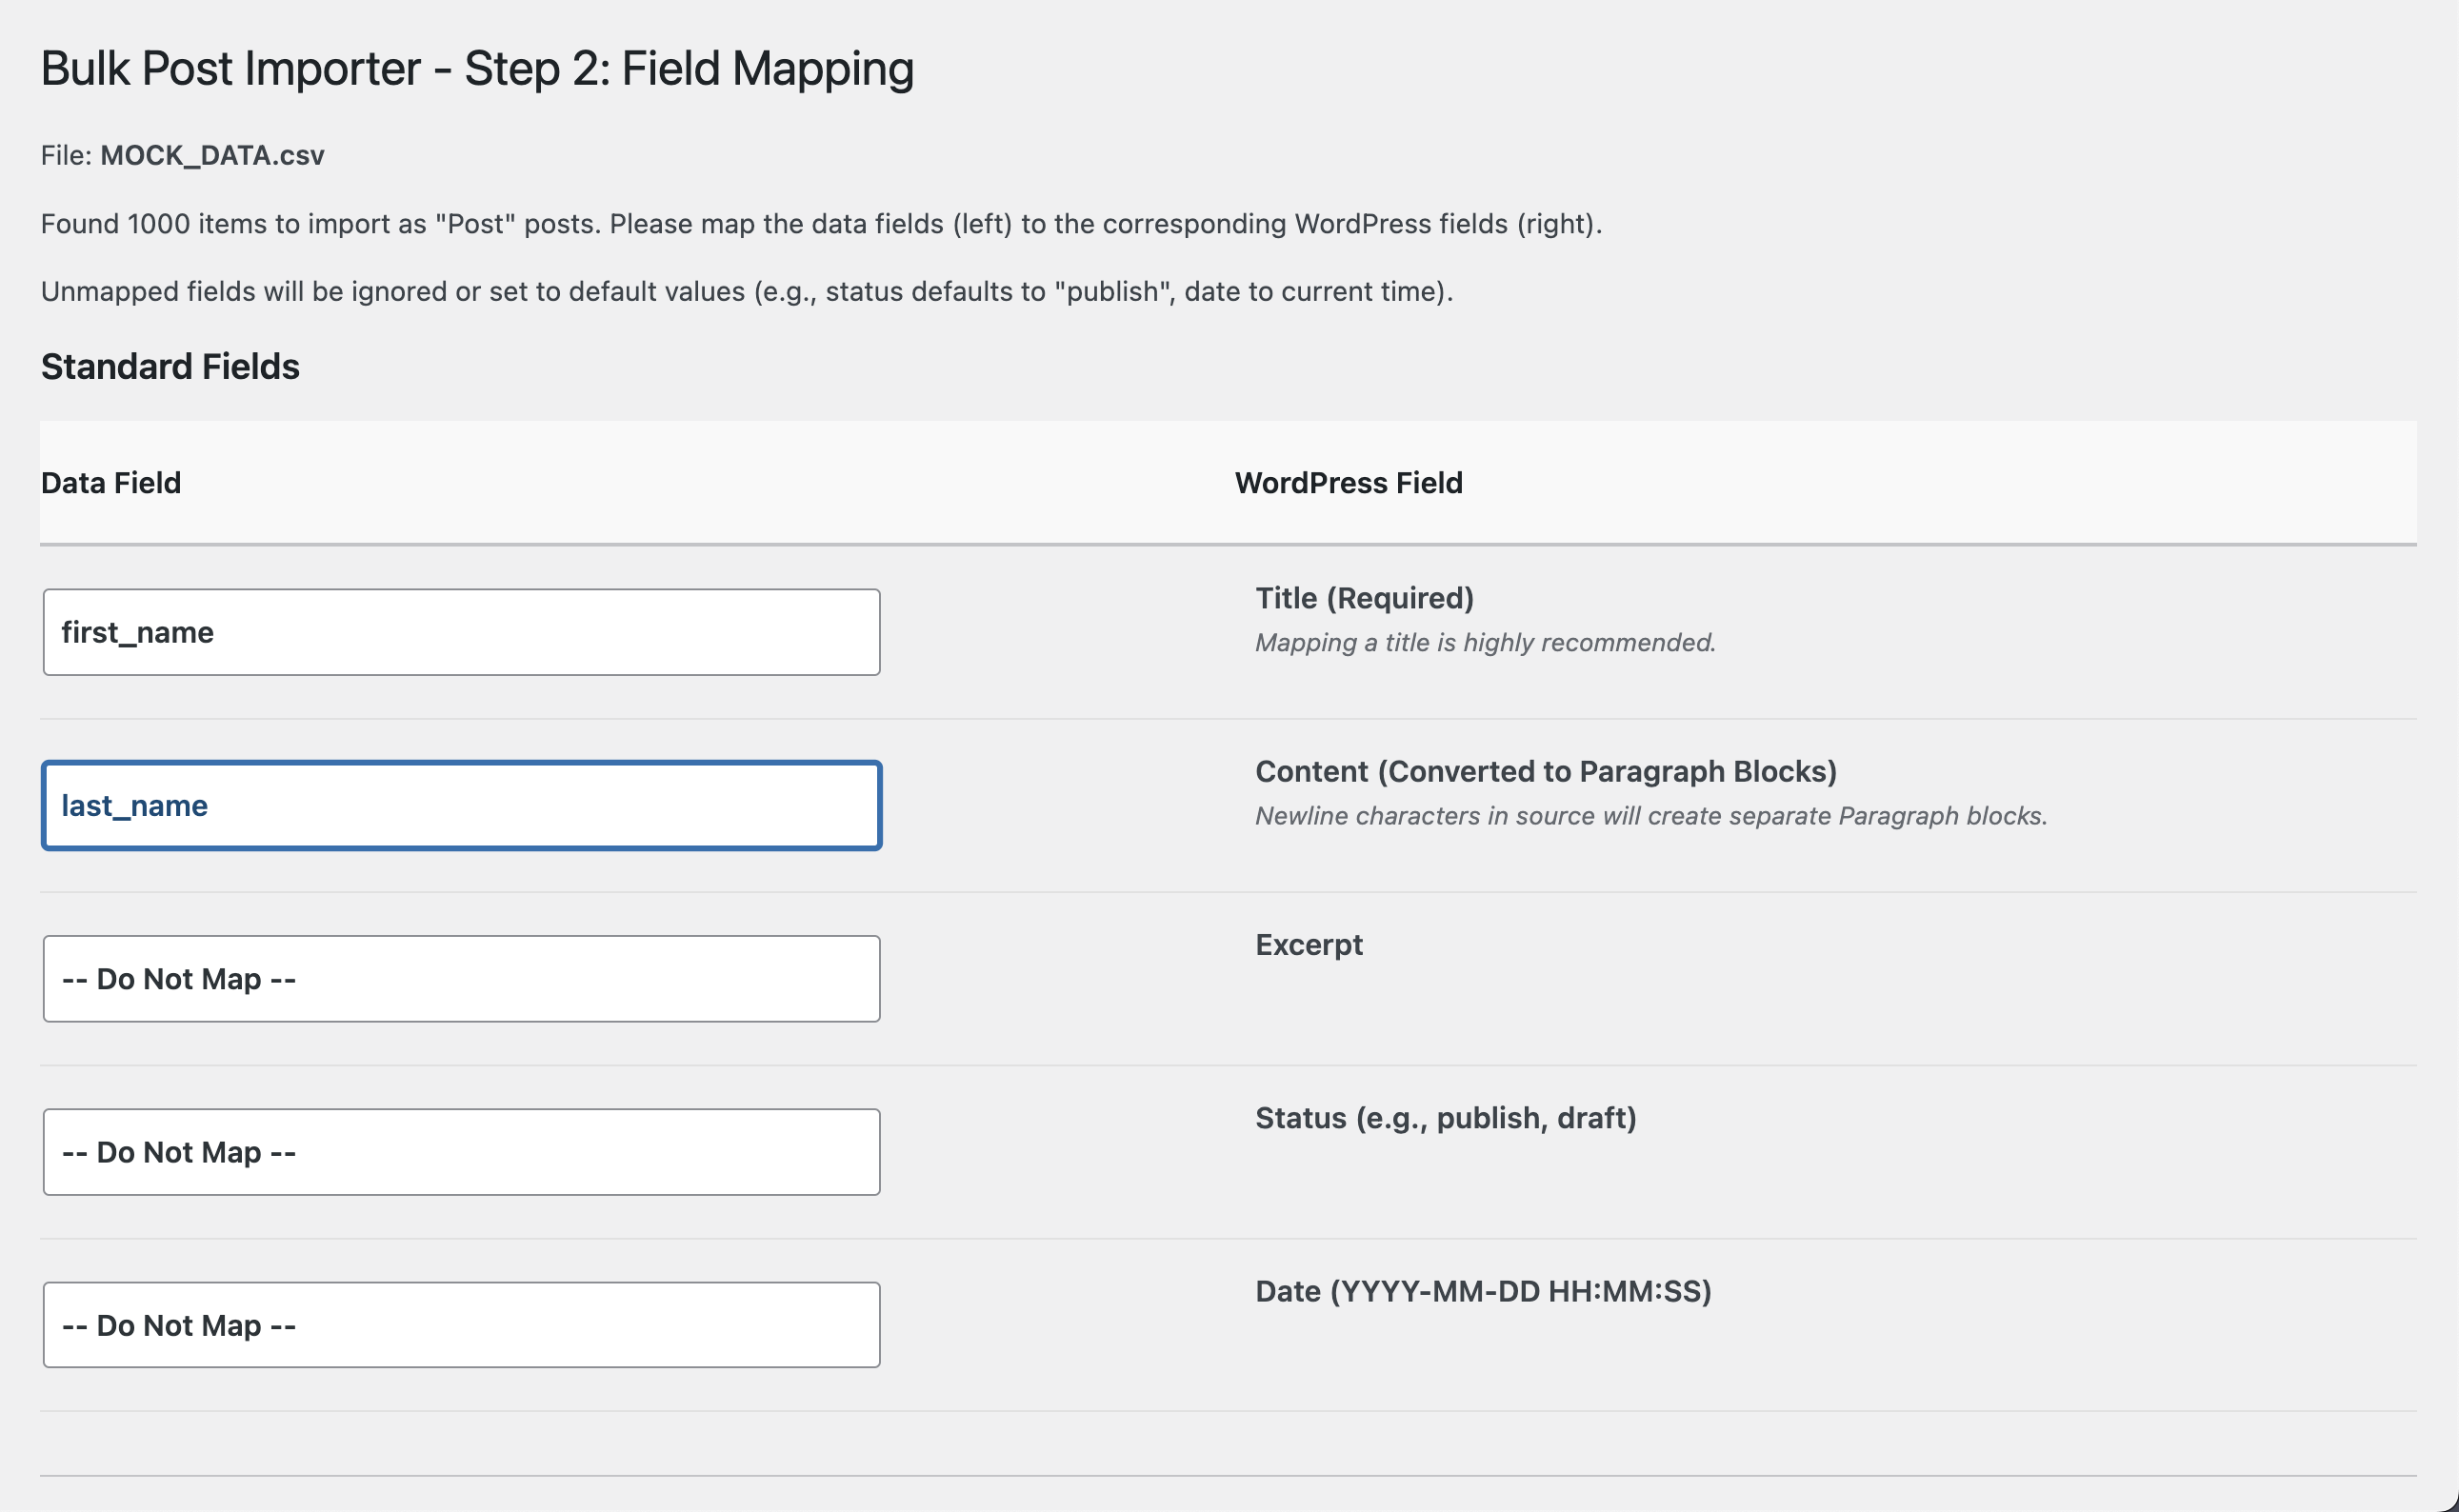 Bulk Post Importer - Step 2: Field Mapping
File: MOCK_DATA.csv
Found 1000 items to import as "Post" posts. Please map the data fields (left) to the corresponding WordPress fields (right).
Unmapped fields will be ignored or set to default values (e.g., status defaults to "publish", date to current time).
Standard Fields
Data Field
WordPress Field
first_name
Title (Required)
Mapping a title is highly recommended.
last_name
Content (Converted to Paragraph Blocks)
Newline characters in source will create separate Paragraph blocks.
-- Do Not Map --
Excerpt
-- Do Not Map --
Status (e.g., publish, draft)
-- Do Not Map --
Date (YYYY-MM-DD HH:MM:SS)